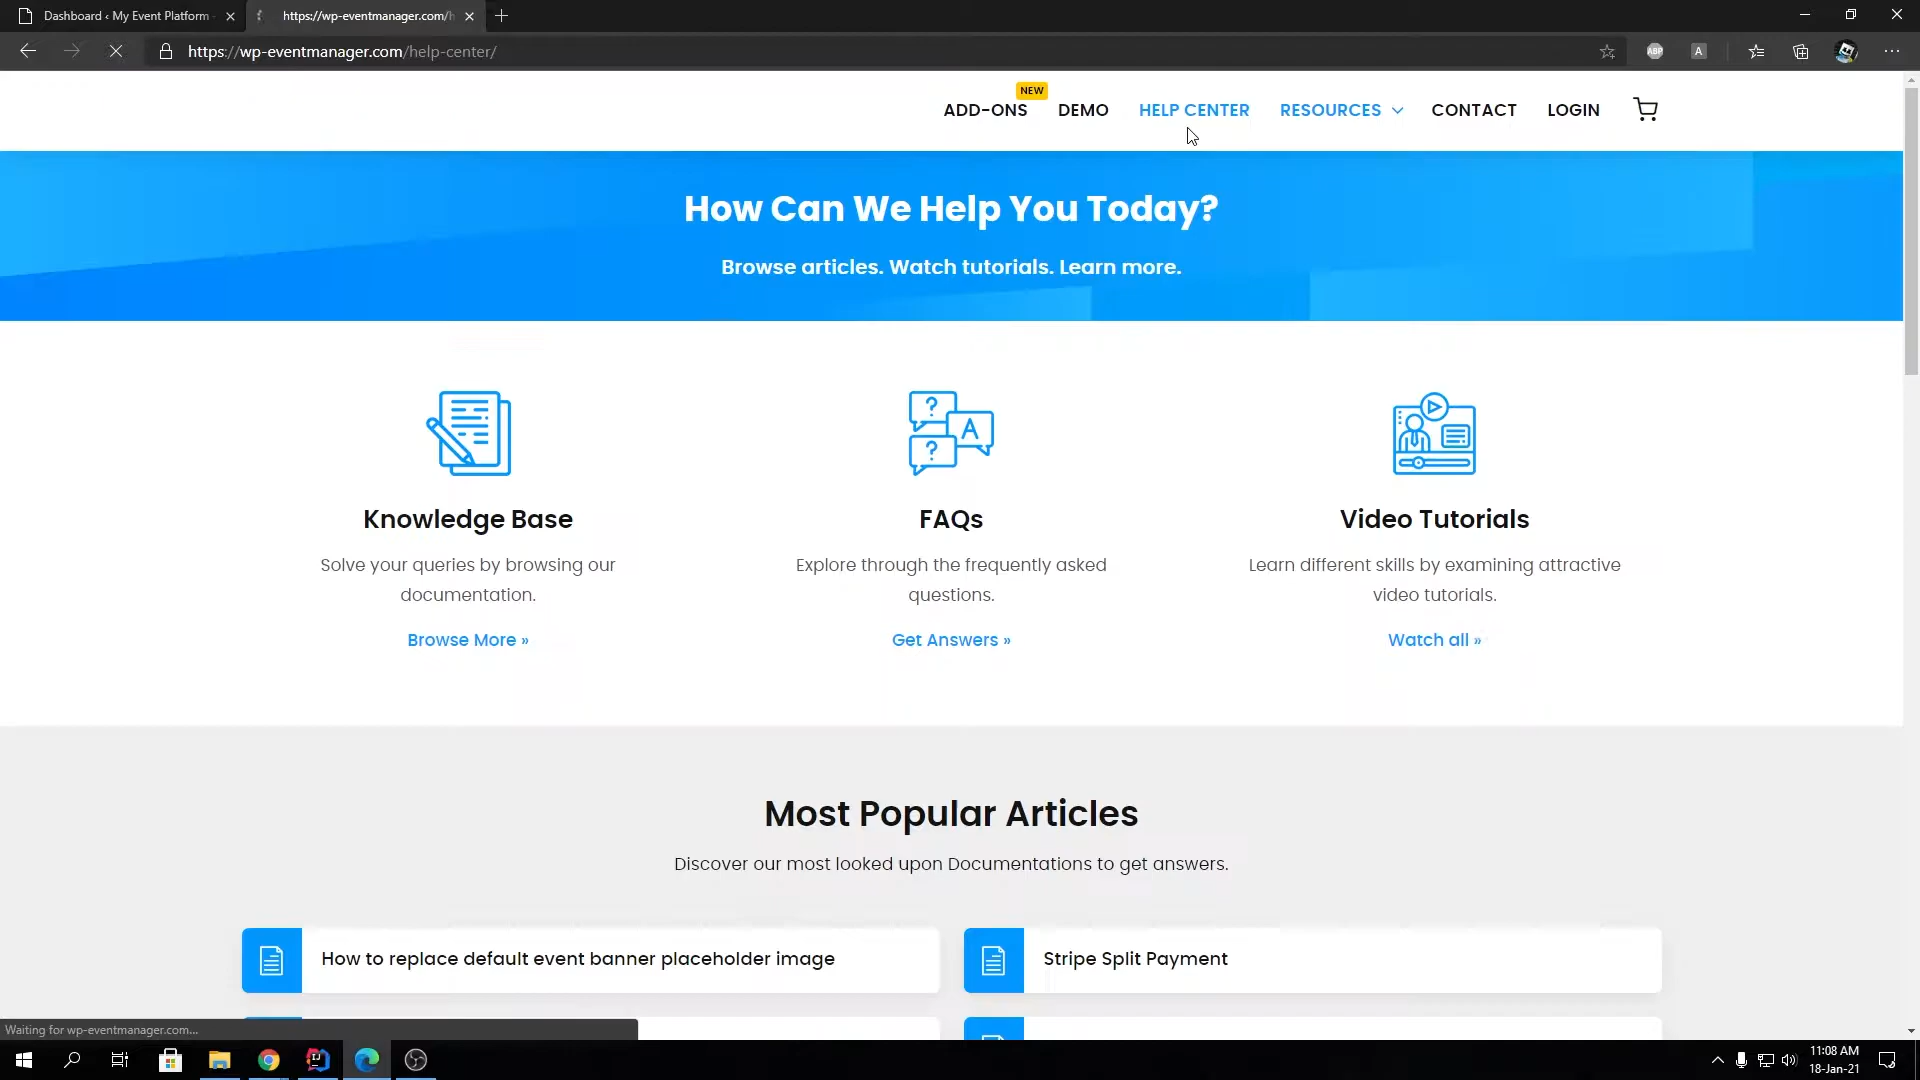 Dashboard ‹ My Event Platform
https://wp-eventmanager.com/h
https://wp-eventmanager.com/help-center/
ABP
A
NEW
ADD-ONS
DEMO
HELP CENTER
RESOURCES
CONTACT
LOGIN
How Can We Help You Today?
Browse articles. Watch tutorials. Learn more.
? A ?
Knowledge Base
FAQs
Video Tutorials
Solve your queries by browsing our
documentation.
Explore through the frequently asked
questions.
Learn different skills by examining attractive
video tutorials.
Browse More »
Get Answers »
Watch all »
Most Popular Articles
Discover our most looked upon Documentations to get answers.
How to replace default event banner placeholder image
Stripe Split Payment
Waiting for wp-eventmanager.com...
11:08 AM
18-Jan-21